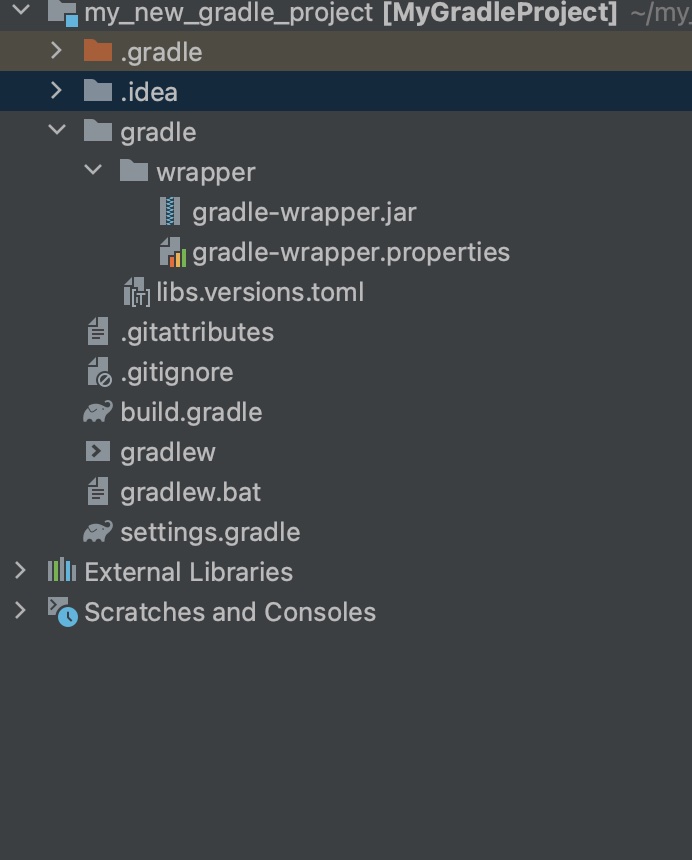 my_new_gradle_project [MyGradleProject] ~/my_
.gradle
.idea
gradle
wrapper
gradle-wrapper.jar
gradle-wrapper.properties
libs.versions.toml
.gitattributes
.gitignore
build.gradle
gradlew
gradlew.bat
settings.gradle
External Libraries
Scratches and Consoles